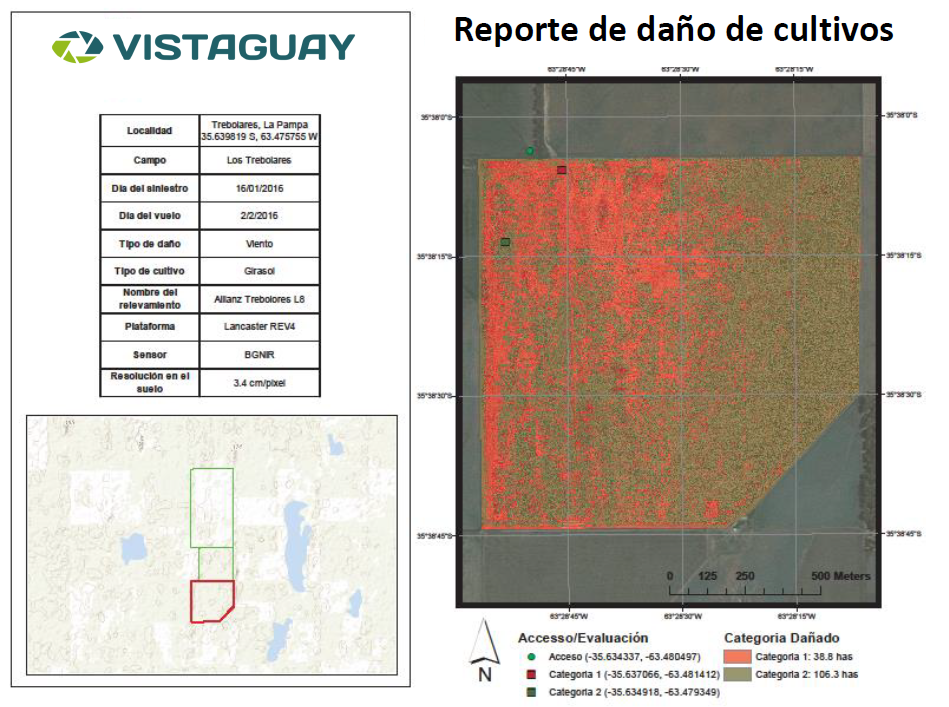 VISTAGUAY
Reporte de daño de cultivos
Localidad
Trebolares, La Pampa
35.639819 S, 63.475755 W
Campo
Los Trebolares
Dia del siniestro
16/01/2016
Dia del vuelo
2/2/2016
Tipo de daño
Viento
Tipo de cultivo
Girasol
Nombre del
relevamiento
Allianz Trebolores L8
Plataforma
Lancaster REV4
Sensor
BGNIR
Resolución en el
suelo
3.4 cm/pixel
63°28'45"W
63°28'30"W
63°28'15"W
35°38'0"S
35°38'0"S
35°38'15"S
35°38'15"S
35°38'30"S
35°38'30"S
35°38'45"S
35°38'45"S
0 125 250 500 Meters
63°28'45"W
63°28'30"W
63°28'15"W
N
Accesso/Evaluación
Acceso (-35.634337, -63.480497)
Categoria 1 (-35.637066, -63.481412)
Categoria 2 (-35.634918, -63.479349)
Categoria Dañado
Categoria 1: 38.8 has
Categoria 2: 106.3 has